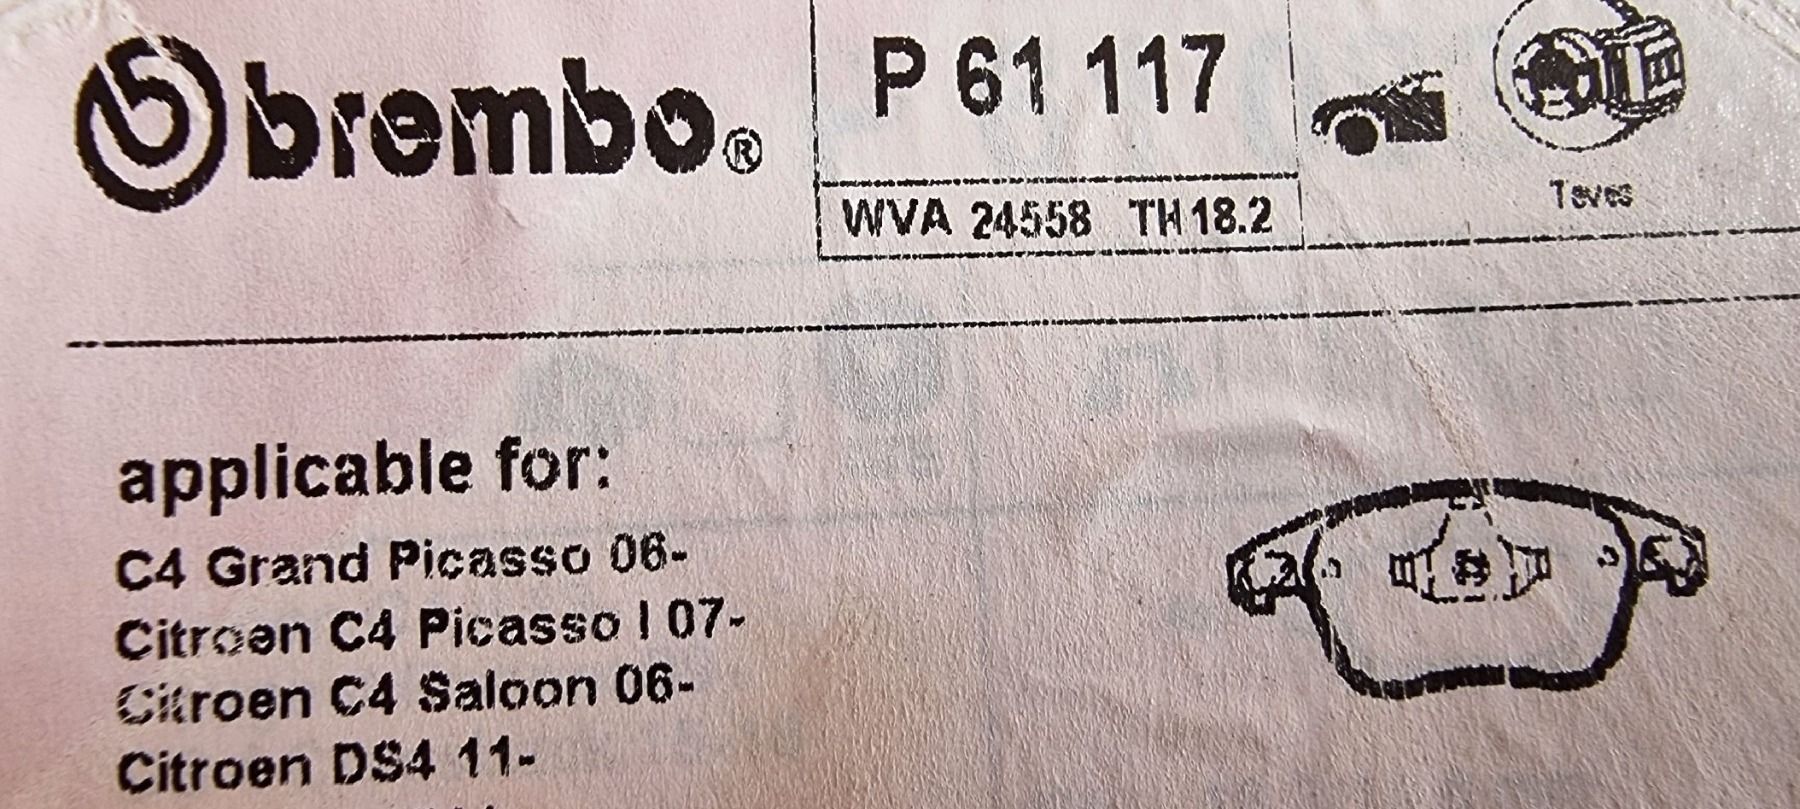 brembo®
P 61 117
WVA 24558 TH 18.2
Teves
applicable for:
C4 Grand Picasso 06-
Citroen C4 Picasso I 07-
Citroen C4 Saloon 06-
Citroen DS4 11-